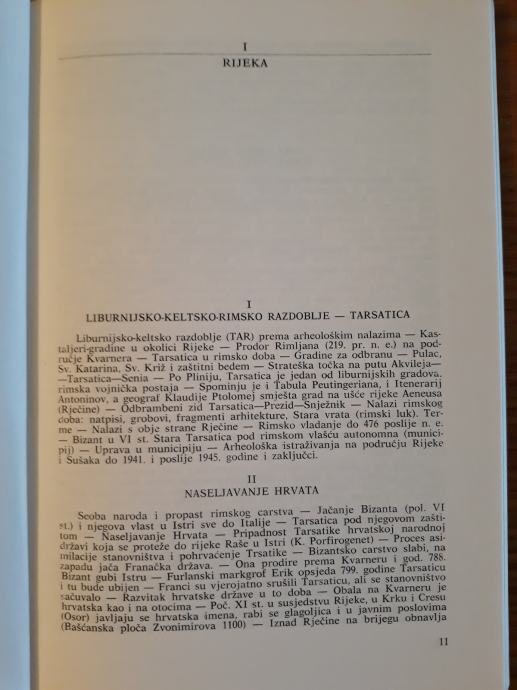 I
RIJEKA
I
LIBURNIJSKO-KELTSKO-RIMSKO RAZDOBLJE — TARSATICA
Liburnijsko-keltsko razdoblje (TAR) prema arheološkim nalazima — Kas-
taljeri-gradine u okolici Rijeke — Prodor Rimljana (219. pr. n. e.) na pod-
ručje Kvarnera — Tarsatica u rimsko doba — Gradine za odbranu — Pulac,
Sv. Katarina, Sv. Križ i zaštitni bedem — Strateška točka na putu Akvileja—
—Tarsatica—Senia — Po Pliniju, Tarsatica je jedan od liburnijskih gradova,
rimska vojnička postaja — Spominju je i Tabula Peutingeriana, i Itenerarij
Antoninov, a geograf Klaudije Ptolomej smješta grad na ušće rijeke Aeneusa
(Rječine) — Odbrambeni zid Tarsatica—Prezid—Snježnik — Nalazi rimskog
doba: natpisi, grobovi, fragmenti arhitekture, Stara vrata (rimski luk). Ter-
me — Nalazi s obje strane Rječine — Rimsko vladanje do 476 poslije n. e.
— Bizant u VI st. Stara Tarsatica pod rimskom vlašću autonomna (munici-
pij) — Uprava u municipiju — Arheološka istraživanja na području Rijeke
i Sušaka do 1941. i poslije 1945. godine i zaključci.
II
NASELJAVANJE HRVATA
Seoba naroda i propast rimskog carstva — Jačanje Bizanta (pol. VI
st.) i njegova vlast u Istri sve do Italije — Tarsatica pod njegovom zašti-
tom — Naseljavanje Hrvata — Pripadnost Tarsatike hrvatskoj narodnoj
državi koja se proteže do rijeke Raše u Istri (K. Porfirogenet) — Proces asi-
milacije stanovništva i pohrvaćenje Trsatike — Bizantsko carstvo slabi, na
zapadu jača Franačka država. — Ona prodire prema Kvarneru i god. 788.
Bizant gubi Istru — Furlanski markgrof Erik opsjeda 799. godine Tarsaticu
i tu bude ubijen — Franci su vjerojatno srušili Tarsaticu, ali se stanovništvo
sačuvalo — Razvitak hrvatske države u to doba — Obala na Kvarneru je
hrvatska kao i na otocima — Poč. XI st. u susjedstvu Rijeke, u Krku i Cresu
(Osor) javljaju se hrvatska imena, rabi se glagoljica i u javnim poslovima
(Bašćanska ploča Zvonimirova 1100) — Iznad Rječine na brijegu obnavlja
11